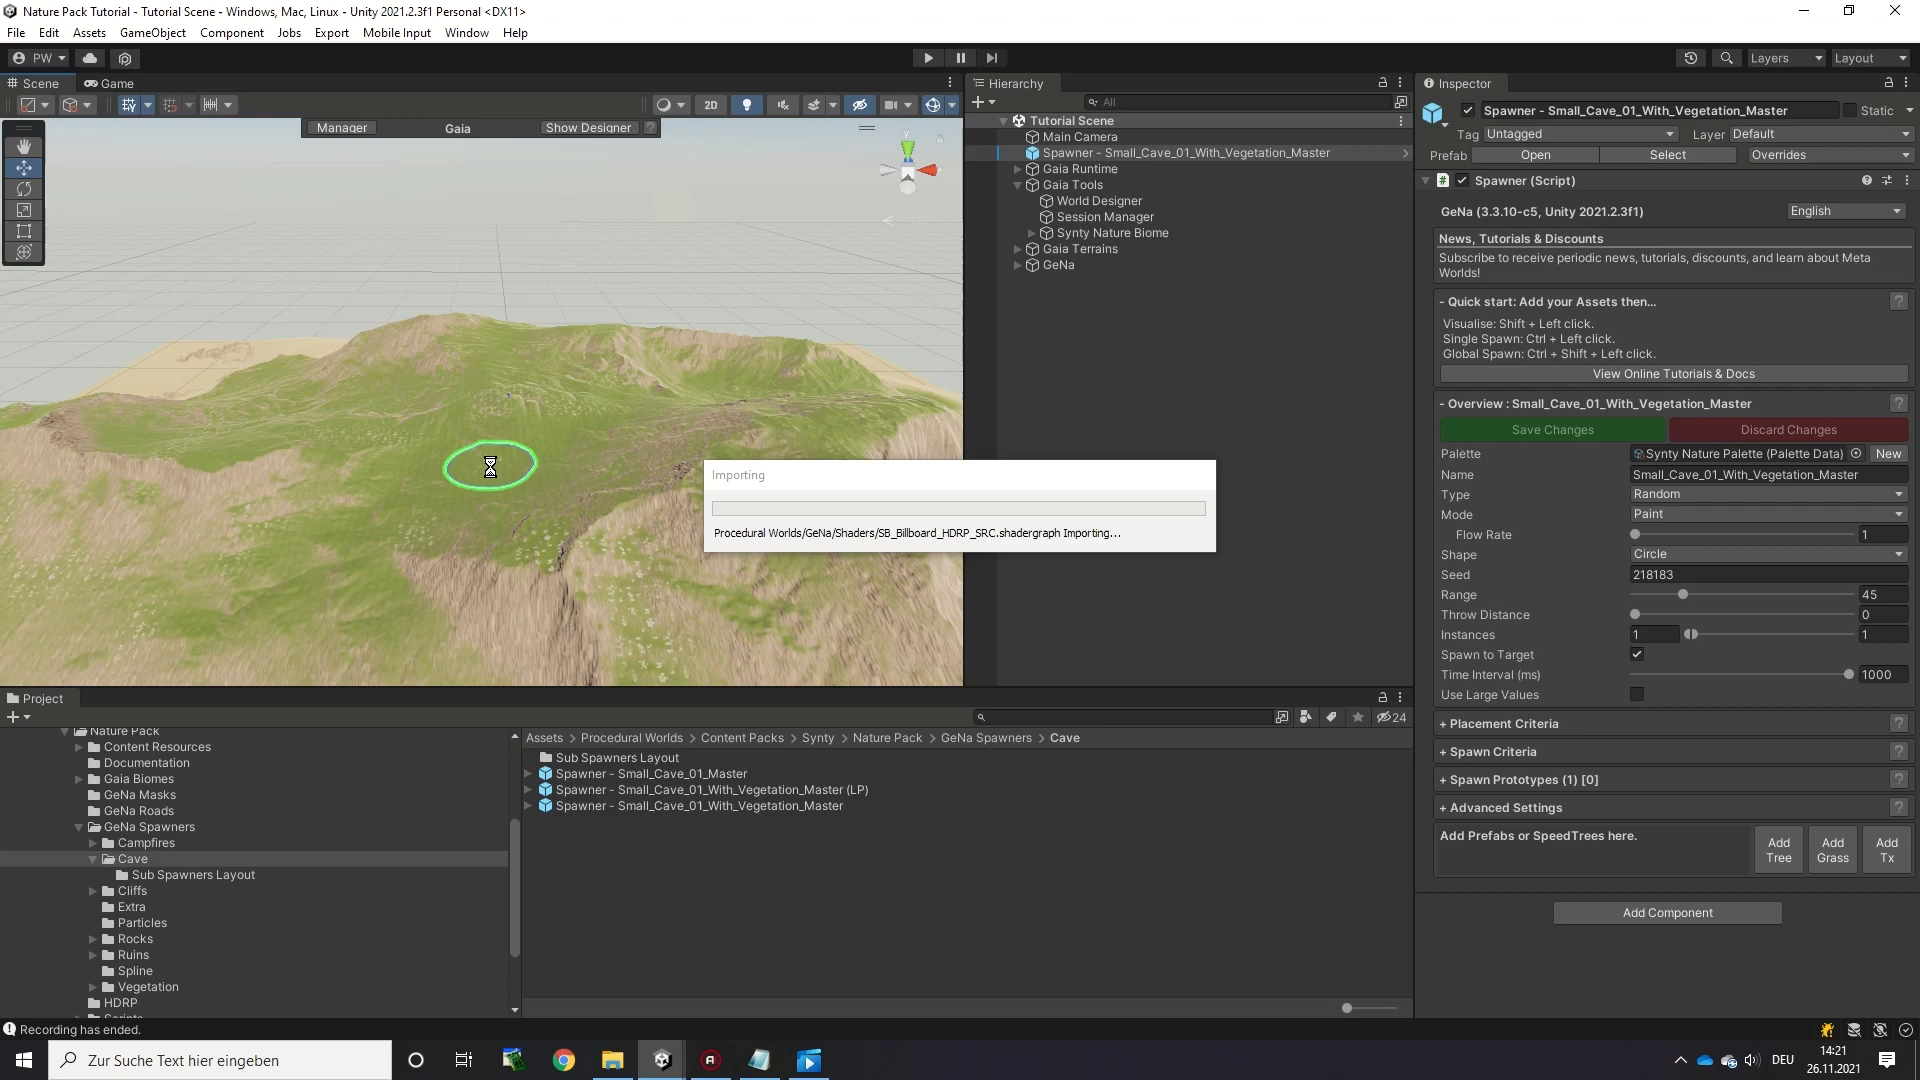 Nature Pack Tutorial - Tutorial Scene - Windows, Mac, Linux - Unity 2021.2.3f1 Personal <DX11>
File Edit Assets GameObject Component Jobs Export Mobile Input Window Help
PW Layers Layout
Scene Game
2D
Manager Gaia Show Designer ?
y
Hierarchy
All
Tutorial Scene
Main Camera
Spawner - Small_Cave_01_With_Vegetation_Master
Gaia Runtime
Gaia Tools
World Designer
Session Manager
Synty Nature Biome
Gaia Terrains
GeNa
Importing
Procedural Worlds/GeNa/Shaders/SB_Billboard_HDRP_SRC.shadergraph Importing...
Inspector
Spawner - Small_Cave_01_With_Vegetation_Master Static
Tag Untagged Layer Default
Prefab Open Select Overrides
# Spawner (Script)
GeNa (3.3.10-c5, Unity 2021.2.3f1) English
News, Tutorials & Discounts
Subscribe to receive periodic news, tutorials, discounts, and learn about Meta
Worlds!
- Quick start: Add your Assets then... ?
Visualise: Shift + Left click.
Single Spawn: Ctrl + Left click.
Global Spawn: Ctrl + Shift + Left click.
View Online Tutorials & Docs
- Overview : Small_Cave_01_With_Vegetation_Master ?
Save Changes Discard Changes
Palette Synty Nature Palette (Palette Data) New
Name Small_Cave_01_With_Vegetation_Master
Type Random
Mode Paint
Flow Rate 1
Shape Circle
Seed 218183
Range 45
Throw Distance 0
Instances 1 1
Spawn to Target
Time Interval (ms) 1000
Use Large Values
+ Placement Criteria ?
+ Spawn Criteria ?
+ Spawn Prototypes (1) [0] ?
+ Advanced Settings ?
Add Prefabs or SpeedTrees here. Add Tree Add Grass Add Tx
Add Component
Project
24
Nature Pack
Content Resources
Documentation
Gaia Biomes
GeNa Masks
GeNa Roads
GeNa Spawners
Campfires
Cave
Sub Spawners Layout
Cliffs
Extra
Particles
Rocks
Ruins
Spline
Vegetation
HDRP
Scripts
Assets > Procedural Worlds > Content Packs > Synty > Nature Pack > GeNa Spawners > Cave
Sub Spawners Layout
Spawner - Small_Cave_01_Master
Spawner - Small_Cave_01_With_Vegetation_Master (LP)
Spawner - Small_Cave_01_With_Vegetation_Master
Recording has ended.
Zur Suche Text hier eingeben
DEU 14:21
26.11.2021